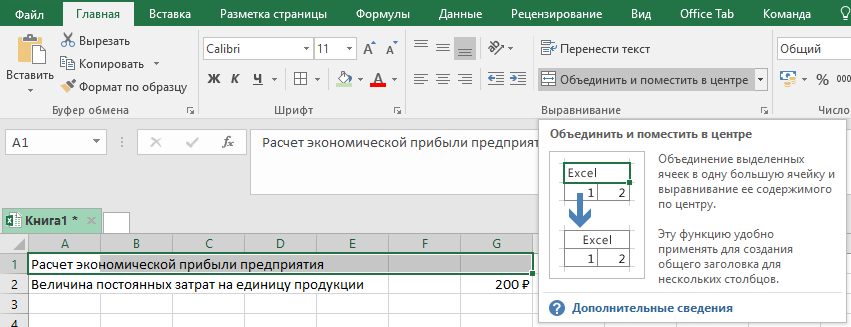 Файл Главная Вставка Разметка страницы Формулы Данные Рецензирование Вид Office Tab Команда
Вставить
Вырезать
Копировать
Формат по образцу
Буфер обмена
Calibri 11 A A
Ж К Ч А
Шрифт
Перенести текст
Объединить и поместить в центре
Выравнивание
Общий
% 000
Число
A1 fx Расчет экономической прибыли предприят
Объединить и поместить в центре
Excel
1 2
Excel
1 2
Объединение выделенных
ячеек в одну большую ячейку и
выравнивание ее содержимого
по центру.
Эту функцию удобно
применять для создания
общего заголовка для
нескольких столбцов.
? Дополнительные сведения
Книга1 *
A B C D E F G
1 Расчет экономической прибыли предприятия
2 Величина постоянных затрат на единицу продукции 200 ₽
3
4